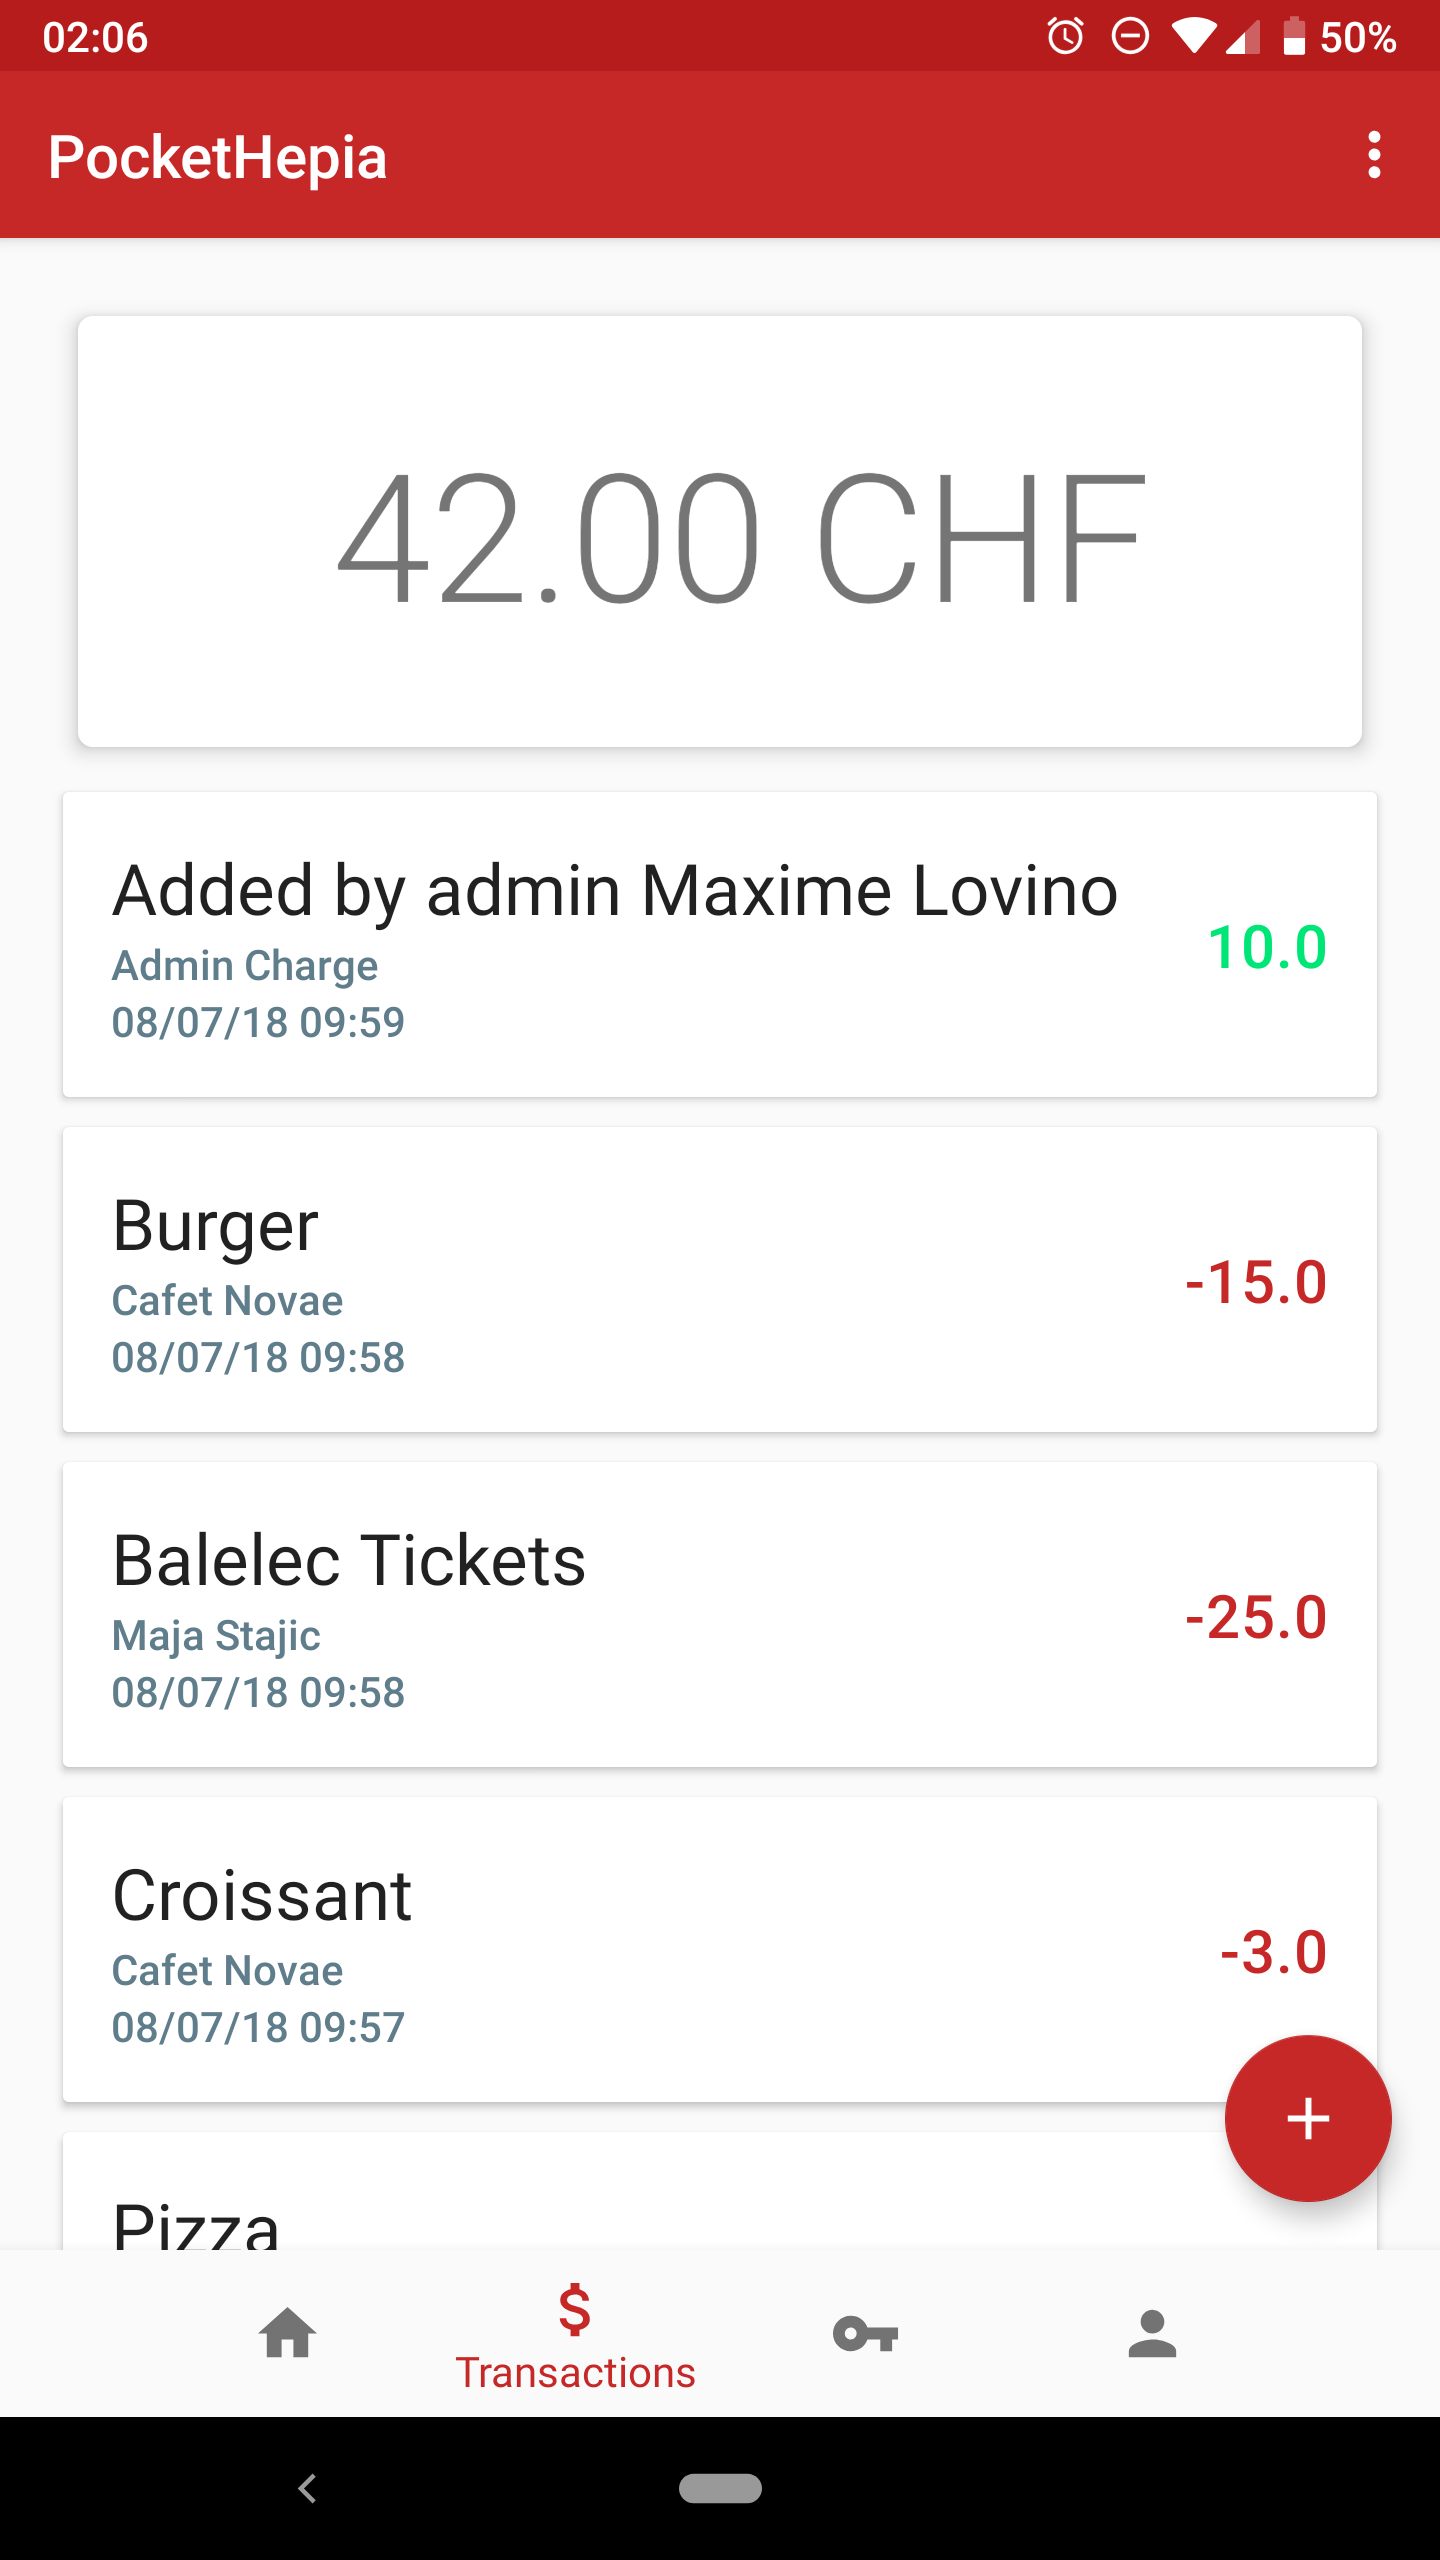 02:06 50%
PocketHepia
42.00 CHF
Added by admin Maxime Lovino
Admin Charge
08/07/18 09:59
10.0
Burger
Cafet Novae
08/07/18 09:58
-15.0
Balelec Tickets
Maja Stajic
08/07/18 09:58
-25.0
Croissant
Cafet Novae
08/07/18 09:57
-3.0
Pizza
$
Transactions